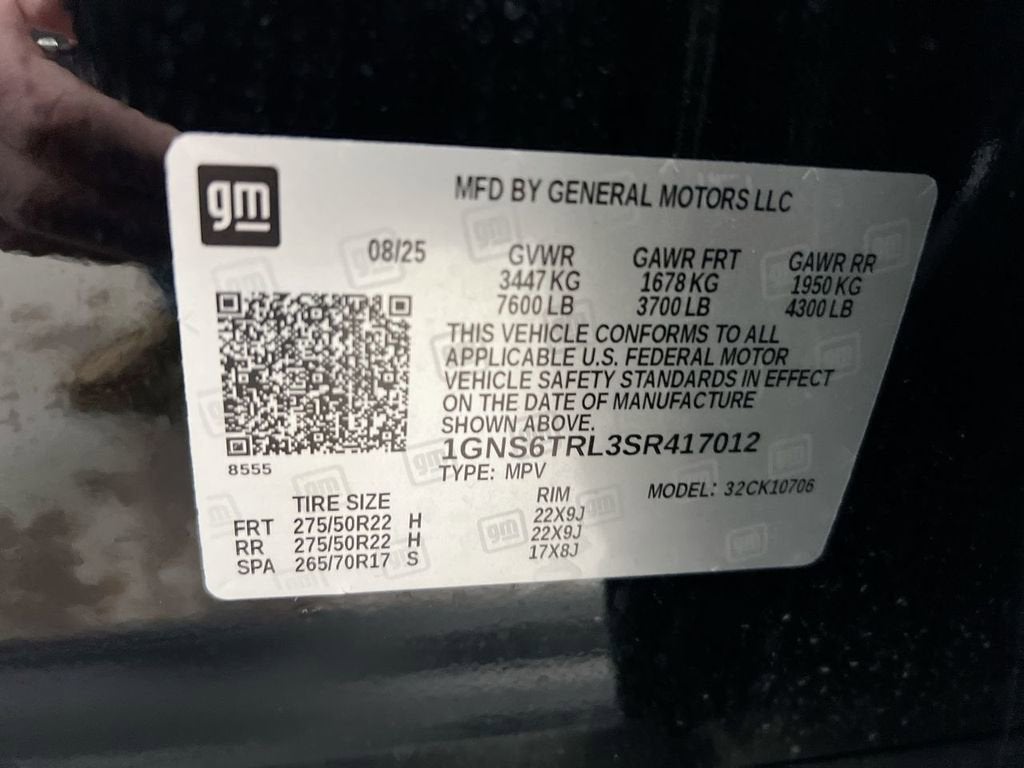 gm
MFD BY GENERAL MOTORS LLC
08/25 GVWR GAWR FRT GAWR RR
3447 KG 1678 KG 1950 KG
7600 LB 3700 LB 4300 LB
THIS VEHICLE CONFORMS TO ALL
APPLICABLE U.S. FEDERAL MOTOR
VEHICLE SAFETY STANDARDS IN EFFECT
ON THE DATE OF MANUFACTURE
SHOWN ABOVE.
1GNS6TRL3SR417012
8555
TYPE: MPV
MODEL: 32CK10706
TIRE SIZE RIM
FRT 275/50R22 H 22X9J
RR 275/50R22 H 22X9J
SPA 265/70R17 S 17X8J